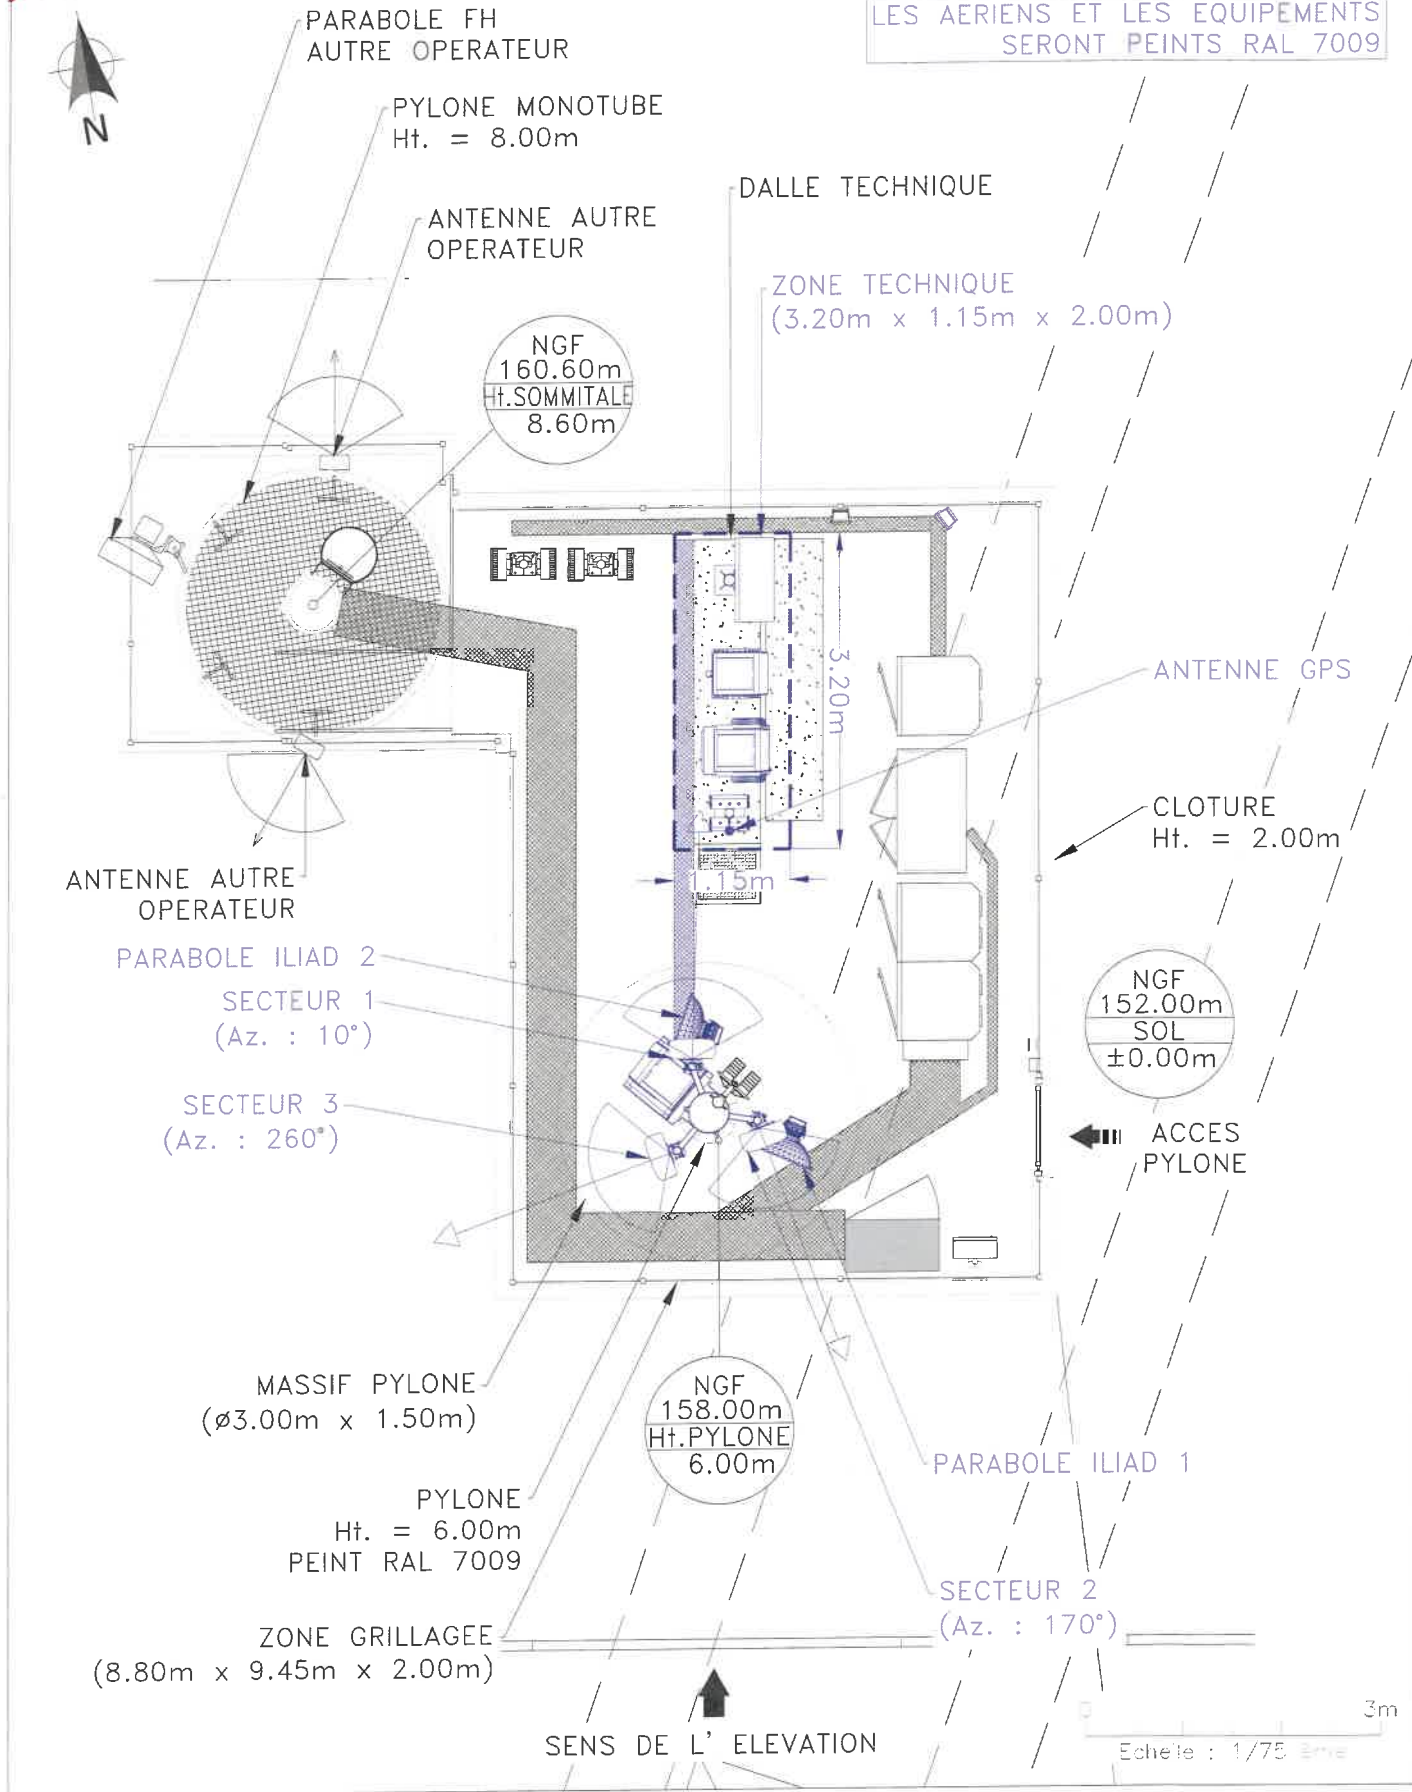 PARABOLE FH
AUTRE OPERATEUR
LES AERIENS ET LES EQUIPEMENTS
SERONT PEINTS RAL 7009
N
PYLONE MONOTUBE
Ht. = 8.00m
DALLE TECHNIQUE
ANTENNE AUTRE
OPERATEUR
ZONE TECHNIQUE
(3.20m x 1.15m x 2.00m)
NGF
160.60m
Ht.SOMMITALE
8.60m
3.20m
ANTENNE GPS
CLOTURE
Ht. = 2.00m
1.15m
ANTENNE AUTRE
OPERATEUR
PARABOLE ILIAD 2
SECTEUR 1
(Az. : 10°)
NGF
152.00m
SOL
±0.00m
SECTEUR 3
(Az. : 260°)
ACCES
PYLONE
MASSIF PYLONE
(ø3.00m x 1.50m)
NGF
158.00m
Ht.PYLONE
6.00m
PARABOLE ILIAD 1
PYLONE
Ht. = 6.00m
PEINT RAL 7009
SECTEUR 2
(Az. : 170°)
ZONE GRILLAGEE
(8.80m x 9.45m x 2.00m)
SENS DE L' ELEVATION
0
3m
Echelle : 1/75 ème